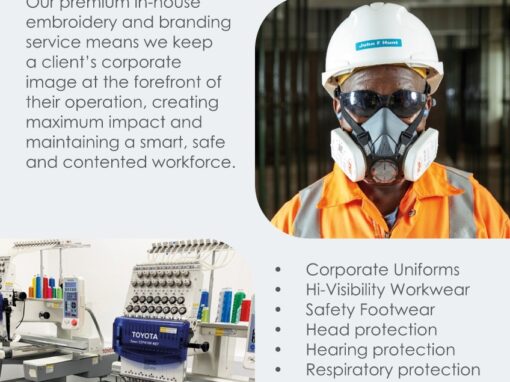 Our premium in-house
embroidery and branding
service means we keep
a client’s corporate
image at the forefront of
their operation, creating
maximum impact and
maintaining a smart, safe
and contented workforce.
John F Hunt
TOYOTA
• Corporate Uniforms
• Hi-Visibility Workwear
• Safety Footwear
• Head protection
• Hearing protection
• Respiratory protection